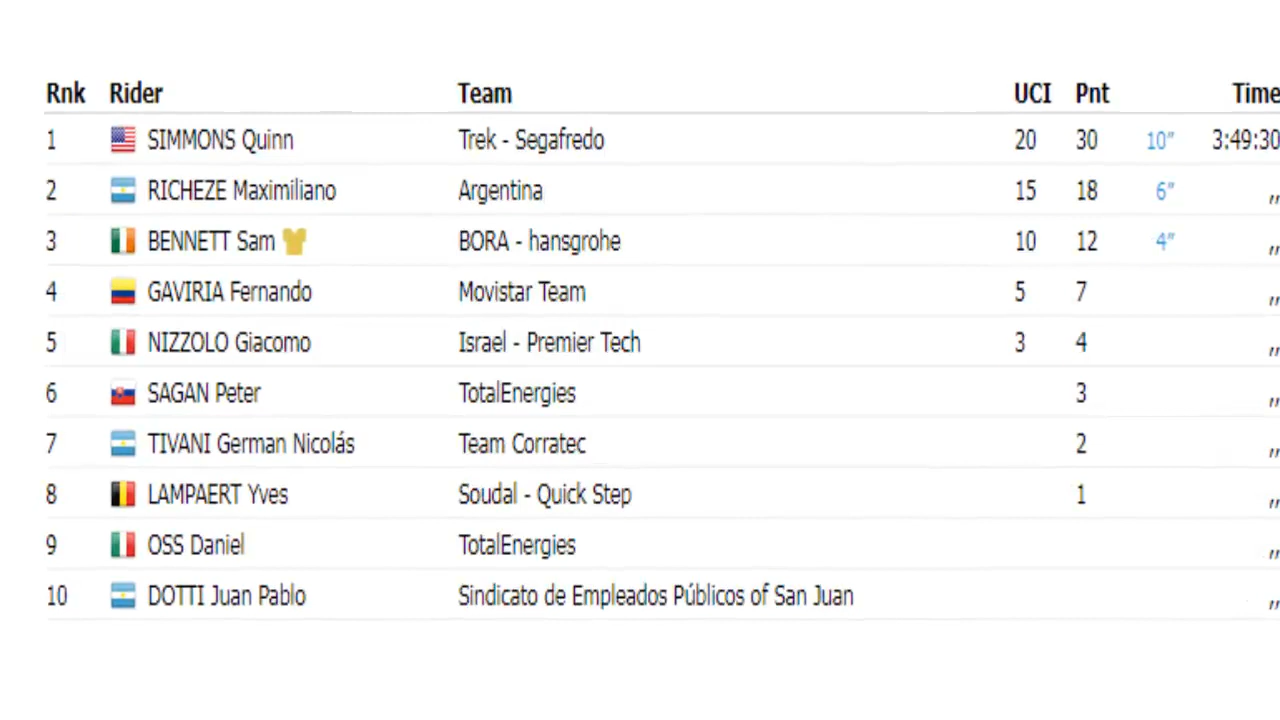 Rnk Rider Team UCI Pnt Time
1 SIMMONS Quinn Trek - Segafredo 20 30 10″ 3:49:30
2 RICHEZE Maximiliano Argentina 15 18 6″ ,,
3 BENNETT Sam BORA - hansgrohe 10 12 4″ ,,
4 GAVIRIA Fernando Movistar Team 5 7 ,,
5 NIZZOLO Giacomo Israel - Premier Tech 3 4 ,,
6 SAGAN Peter TotalEnergies 3 ,,
7 TIVANI German Nicolás Team Corratec 2 ,,
8 LAMPAERT Yves Soudal - Quick Step 1 ,,
9 OSS Daniel TotalEnergies ,,
10 DOTTI Juan Pablo Sindicato de Empleados Públicos of San Juan ,,